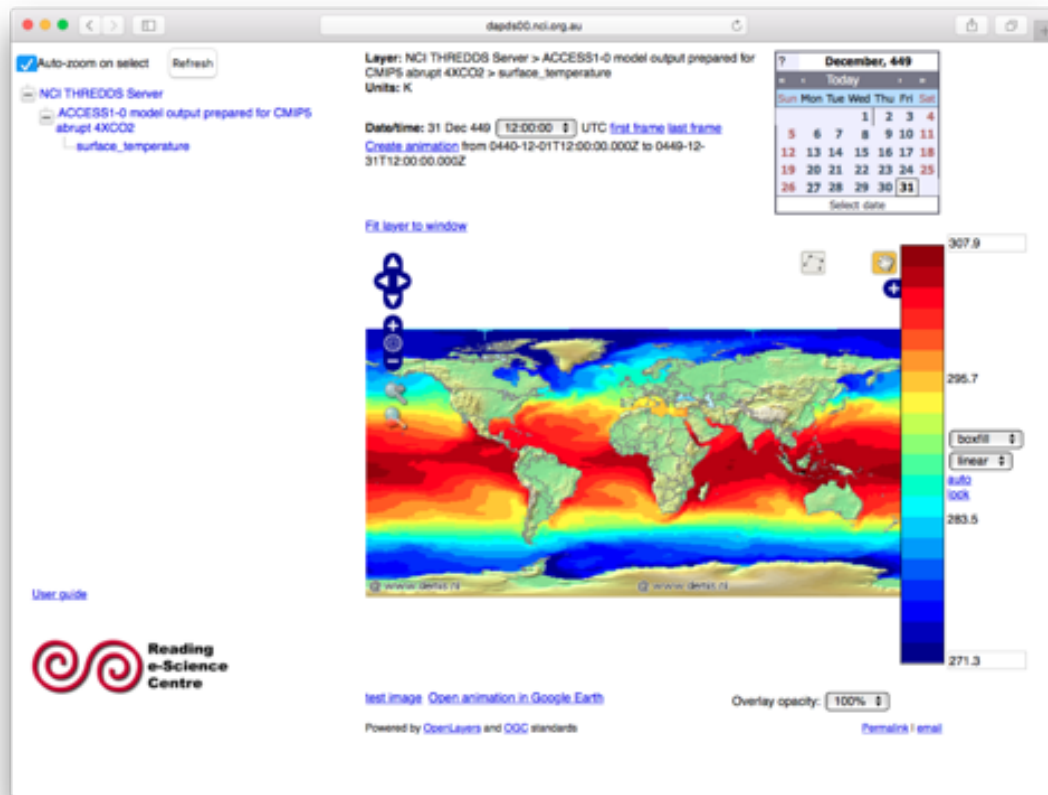 dapds00.nci.org.au
Auto-zoom on select
Refresh
NCI THREDDS Server
ACCESS1-0 model output prepared for CMIP5
abrupt 4XCO2
surface_temperature
User guide
Reading
e-Science
Centre
Layer: NCI THREDDS Server > ACCESS1-0 model output prepared for
CMIP5 abrupt 4XCO2 > surface_temperature
Units: K
Date/time: 31 Dec 449 12:00:00 UTC first frame last frame
Create animation from 0440-12-01T12:00:00.000Z to 0449-12-
31T12:00:00.000Z
? December, 449
« ‹ Today › »
Sun Mon Tue Wed Thu Fri Sat
1 2 3 4
5 6 7 8 9 10 11
12 13 14 15 16 17 18
19 20 21 22 23 24 25
26 27 28 29 30 31
Select date
Fit layer to window
307.9
295.7
boxfill
linear
auto
lock
283.5
271.3
@ www.demis.nl @ www.demis.nl
test image Open animation in Google Earth
Overlay opacity: 100%
Powered by OpenLayers and OGC standards
Permalink | email